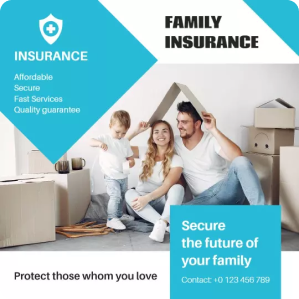 FAMILY
INSURANCE
INSURANCE
Affordable
Secure
Fast Services
Quality guarantee
Secure
the future of
your family
Contact: +0 123 456 789
Protect those whom you love